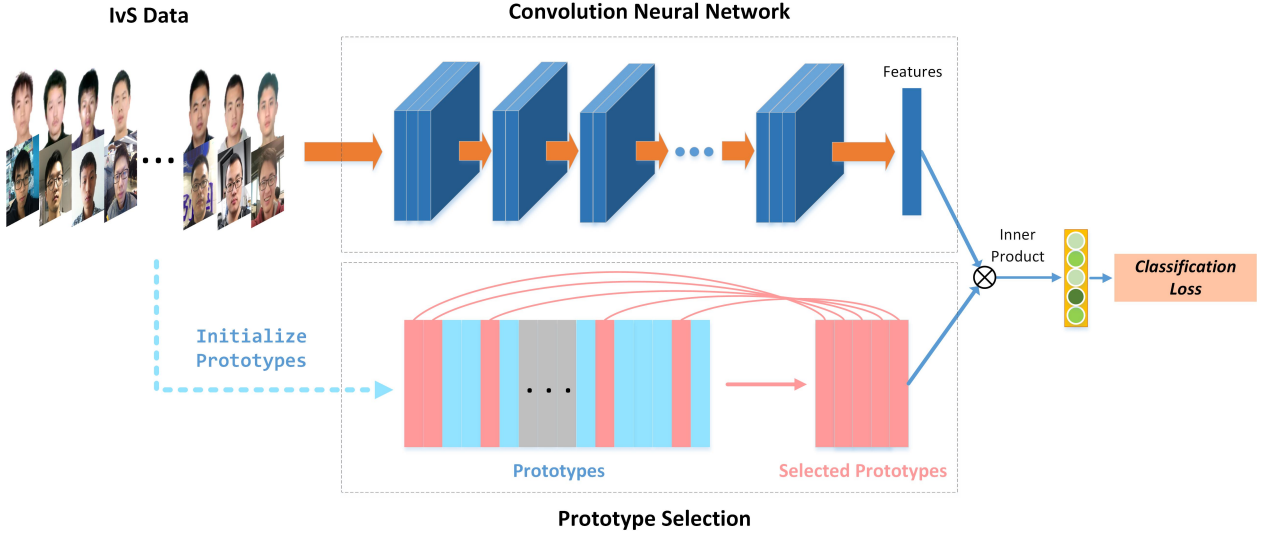 IvS Data
Convolution Neural Network
Features
Inner
Product
Classification
Loss
Initialize
Prototypes
Prototypes
Selected Prototypes
Prototype Selection